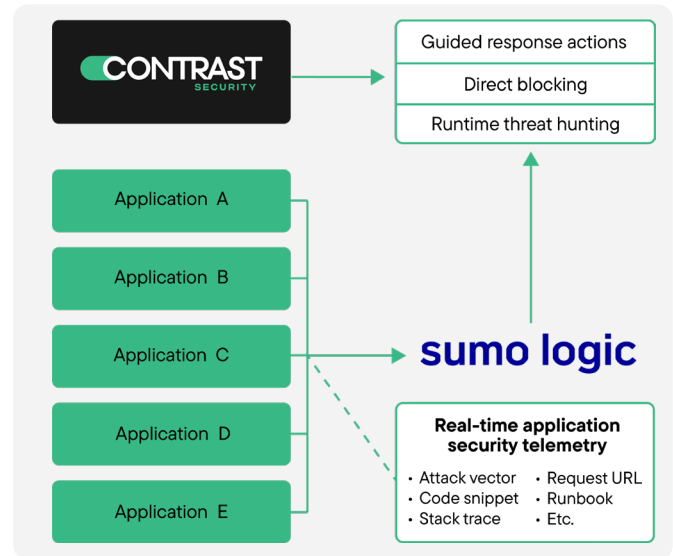 CONTRAST
SECURITY
Guided response actions
Direct blocking
Runtime threat hunting
Application A
Application B
Application C
Application D
Application E
sumo logic
Real-time application
security telemetry
• Attack vector
• Code snippet
• Stack trace
• Request URL
• Runbook
• Etc.